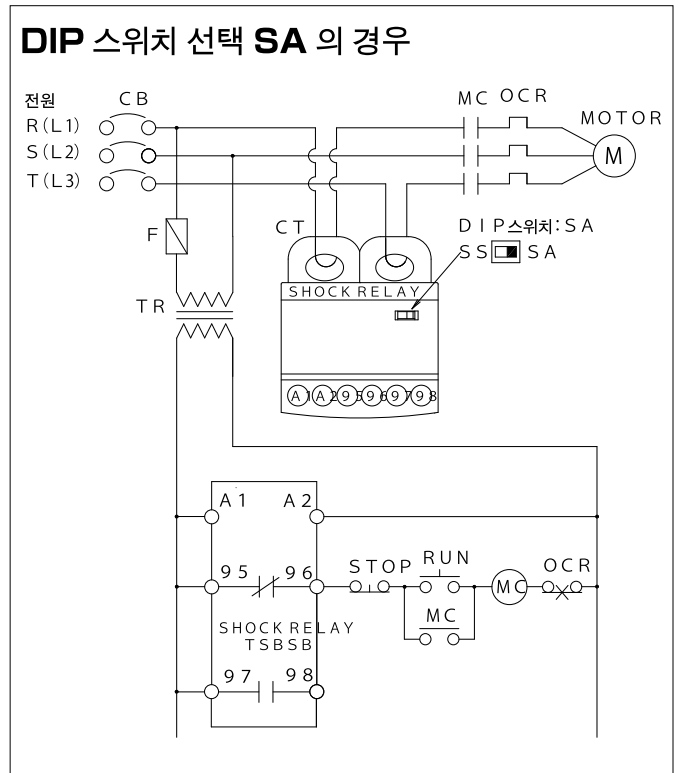 DIP 스위치 선택 SA 의 경우
전원 CB MC OCR
R(L1) MOTOR
S(L2) M
T(L3)
CT DIP스위치:SA
F SS SA
SHOCK RELAY
TR
A1 A2 95 96 97 98
A1 A2
95 96 STOP RUN OCR
MC
MC
SHOCK RELAY
TSBSB
97 98